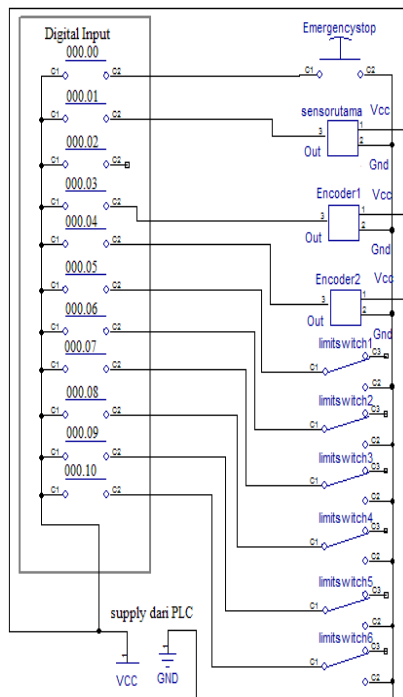 Digital Input
000.00
C1 C2
000.01
C1 C2
000.02
C1 C2
000.03
C1 C2
000.04
C1 C2
000.05
C1 C2
000.06
C1 C2
000.07
C1 C2
000.08
C1 C2
000.09
C1 C2
000.10
C1 C2
Emergencystop
C1 C2
sensorutama
Vcc
3 1
2
Out
Gnd
Encoder1
Vcc
3 1
2
Out
Gnd
Encoder2
Vcc
3 1
2
Out
Gnd
limitswitch1
C3
C1
C2
limitswitch2
C3
C1
C2
limitswitch3
C3
C1
C2
limitswitch4
C3
C1
C2
limitswitch5
C3
C1
C2
limitswitch6
C3
C1
C2
supply dari PLC
1
VCC
1
GND